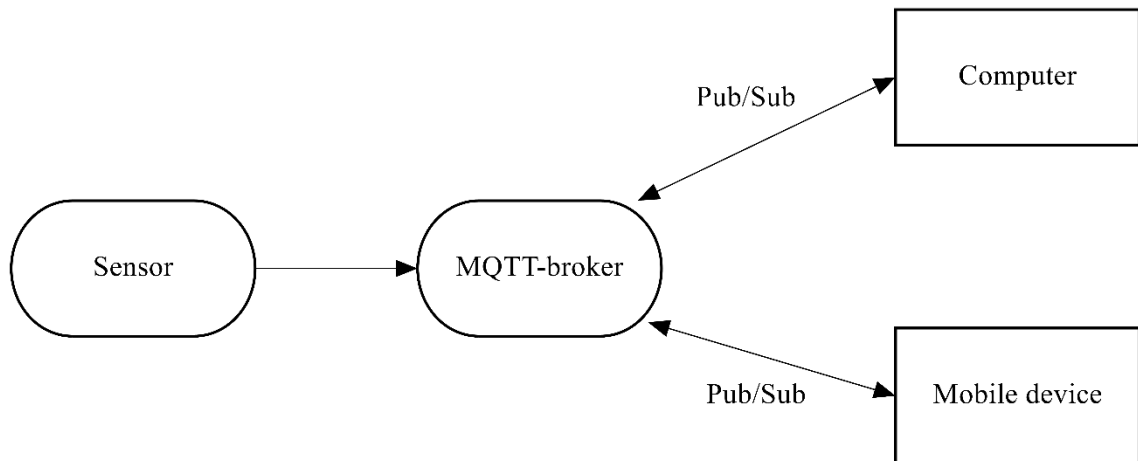 Computer
Pub/Sub
Sensor
MQTT-broker
Pub/Sub
Mobile device